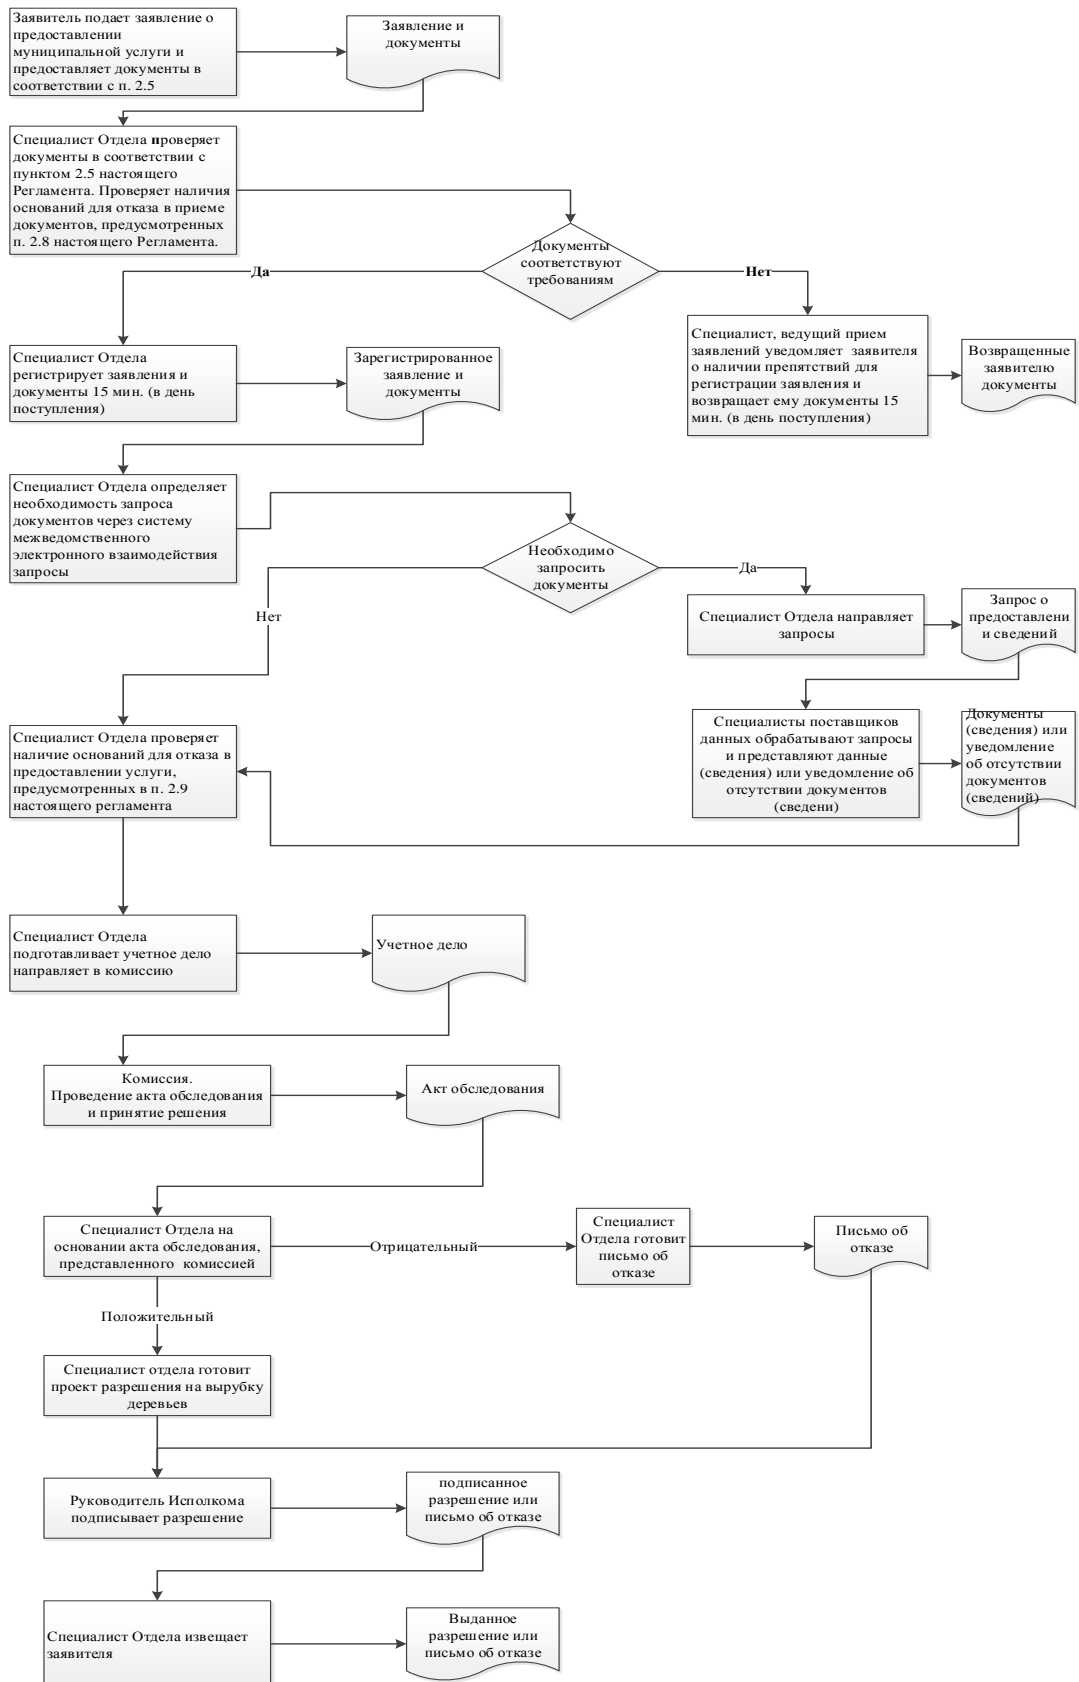 Заявитель подает заявление о
предоставлении
муниципальной услуги и
предоставляет документы в
соответствии с п. 2.5
Заявление и
документы
Специалист Отдела проверяет
документы в соответствии с
пунктом 2.5 настоящего
Регламента. Проверяет наличия
оснований для отказа в приеме
документов, предусмотренных
п. 2.8 настоящего Регламента.
Документы
соответствуют
требованиям
Да
Нет
Специалист Отдела
регистрирует заявления и
документы 15 мин. (в день
поступления)
Зарегистрированное
заявление и
документы
Специалист, ведущий прием
заявлений уведомляет заявителя
о наличии препятствий для
регистрации заявления и
возвращает ему документы 15
мин. (в день поступления)
Возвращенные
заявителю
документы
Специалист Отдела определяет
необходимость запроса
документов через систему
межведомственного
электронного взаимодействия
запросы
Необходимо
запросить
документы
Да
Нет
Специалист Отдела направляет
запросы
Запрос о
предоставлени
и сведений
Специалист Отдела проверяет
наличие оснований для отказа в
предоставлении услуги,
предусмотренных в п. 2.9
настоящего регламента
Специалисты поставщиков
данных обрабатывают запросы
и представляют данные
(сведения) или уведомление об
отсутствии документов
(сведени)
Документы
(сведения) или
уведомление
об отсутствии
документов
(сведений)
Специалист Отдела
подготавливает учетное дело
направляет в комиссию
Учетное дело
Комиссия.
Проведение акта обследования
и принятие решения
Акт обследования
Специалист Отдела на
основании акта обследования,
представленного комиссией
Отрицательный
Специалист
Отдела готовит
письмо об
отказе
Письмо об
отказе
Положительный
Специалист отдела готовит
проект разрешения на вырубку
деревьев
Руководитель Исполкома
подписывает разрешение
подписанное
разрешение или
письмо об отказе
Специалист Отдела извещает
заявителя
Выданное
разрешение или
письмо об отказе